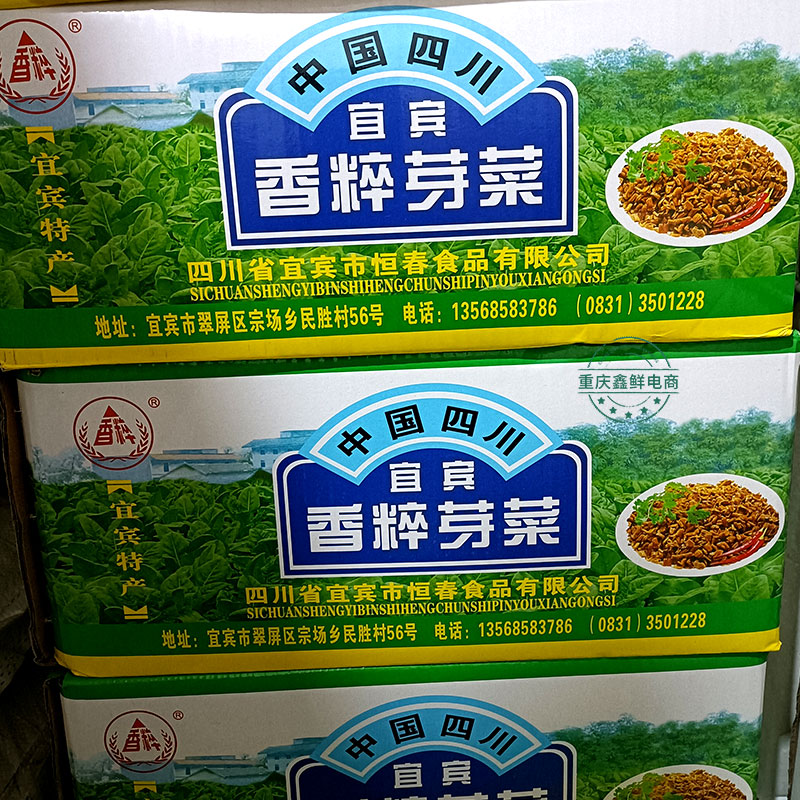 香粹
®
中国四川
宜宾
香粹芽菜
【宜宾特产】
四川省宜宾市恒春食品有限公司
SICHUANSHENGYIBINSHIHENGCHUNSHIPINYOUXIANGONGSI
地址：宜宾市翠屏区宗场乡民胜村56号 电话：13568583786 (0831) 3501228
重庆鑫鲜电商
香粹
®
中国四川
宜宾
香粹芽菜
【宜宾特产】
四川省宜宾市恒春食品有限公司
SICHUANSHENGYIBINSHIHENGCHUNSHIPINYOUXIANGONGSI
地址：宜宾市翠屏区宗场乡民胜村56号 电话：13568583786 (0831) 3501228
香粹
®
中国四川
宜宾
香粹芽菜